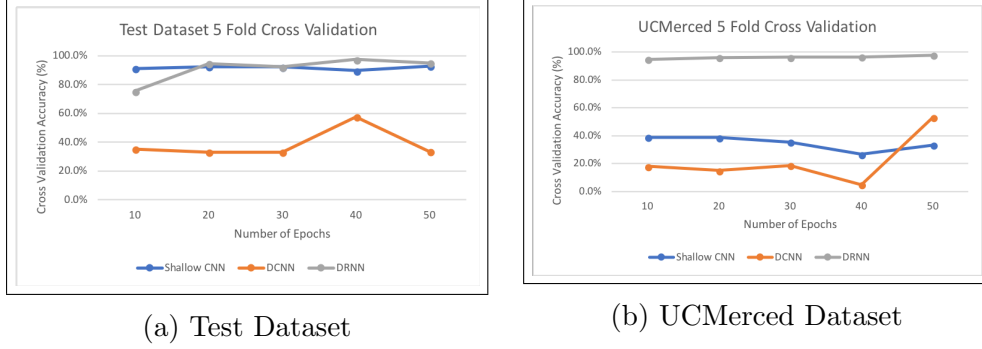 Test Dataset 5 Fold Cross Validation
Cross Validation Accuracy (%)
100.0%
80.0%
60.0%
40.0%
20.0%
0.0%
10 20 30 40 50
Number of Epochs
Shallow CNN DCNN DRNN
(a) Test Dataset
UCMerced 5 Fold Cross Validation
Cross Validation Accuracy (%)
100.0%
80.0%
60.0%
40.0%
20.0%
0.0%
10 20 30 40 50
Number of Epochs
Shallow CNN DCNN DRNN
(b) UCMerced Dataset